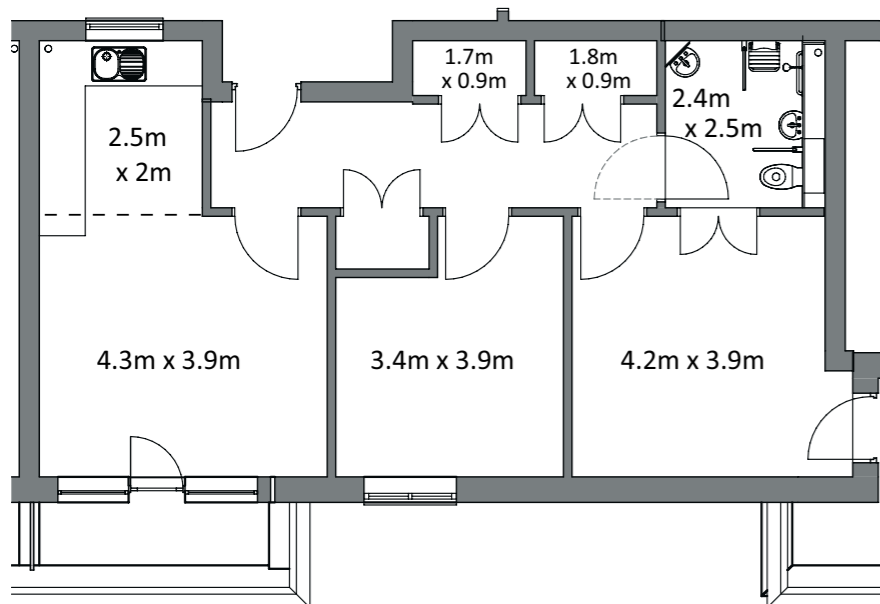 1.7m
x 0.9m
1.8m
x 0.9m
2.4m
x 2.5m
2.5m
x 2m
4.3m x 3.9m
3.4m x 3.9m
4.2m x 3.9m